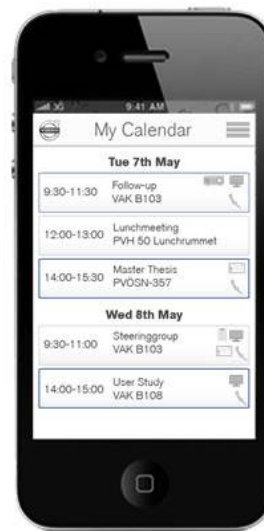 3G 9:41 AM
My Calendar
Tue 7th May
9:30-11:30 Follow-up
VAK B103
12:00-13:00 Lunchmeeting
PVH 50 Lunchrummet
14:00-15:30 Master Thesis
PVÖSN-357
Wed 8th May
9:30-11:00 Steeringgroup
VAK B103
14:00-15:00 User Study
VAK B108